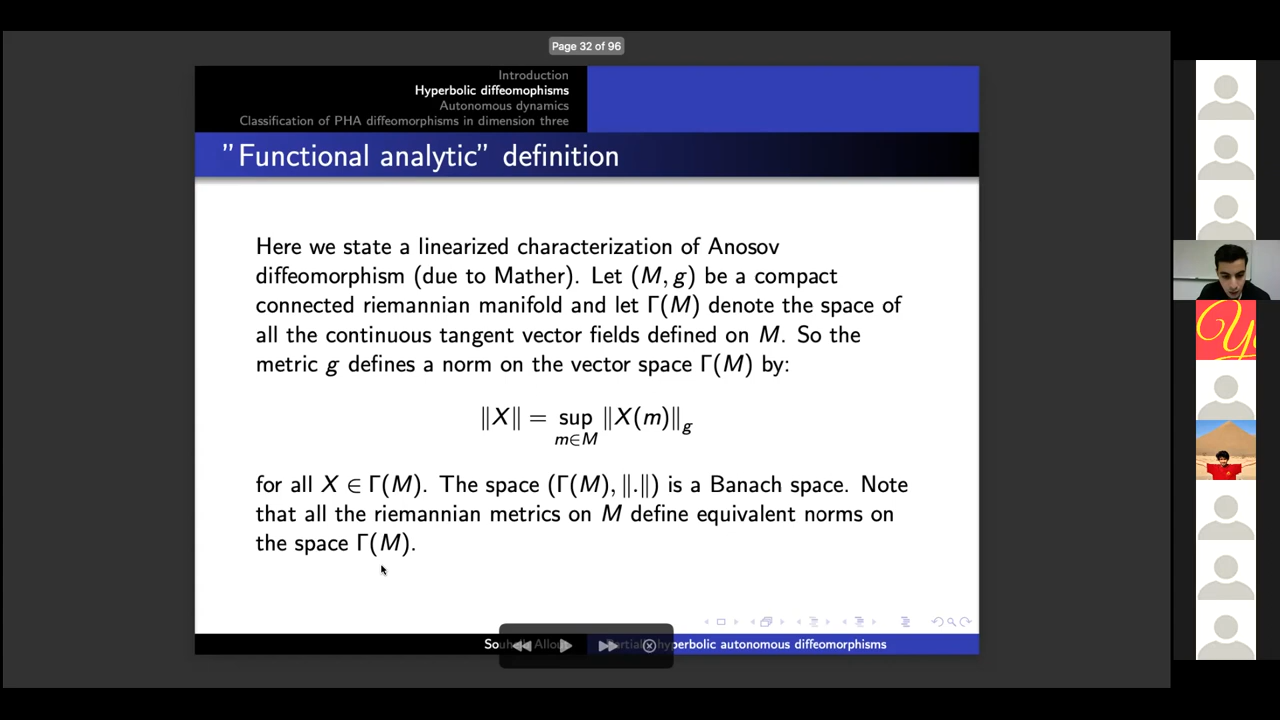 Page 32 of 96
Introduction
Hyperbolic diffeomophisms
Autonomous dynamics
Classification of PHA diffeomorphisms in dimension three
"Functional analytic" definition
Here we state a linearized characterization of Anosov
diffeomorphism (due to Mather). Let (M, g) be a compact
connected riemannian manifold and let Γ(M) denote the space of
all the continuous tangent vector fields defined on M. So the
metric g defines a norm on the vector space Γ(M) by:
‖X‖ = sup_{m∈M} ‖X(m)‖_g
for all X ∈ Γ(M). The space (Γ(M), ‖.‖) is a Banach space. Note
that all the riemannian metrics on M define equivalent norms on
the space Γ(M).
hyperbolic autonomous diffeomorphisms